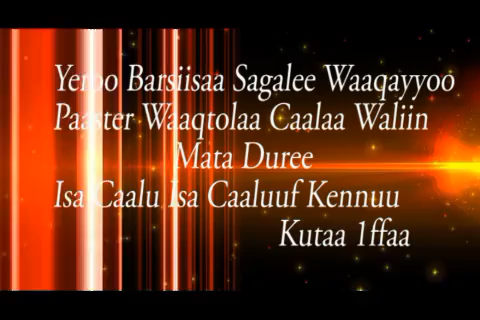 Yeroo Barsiisaa Sagalee Waaqayyoo
Paaster Waaqtolaa Caalaa Waliin
Mata Duree
Isa Caalu Isa Caaluuf Kennuu
Kutaa 1ffaa